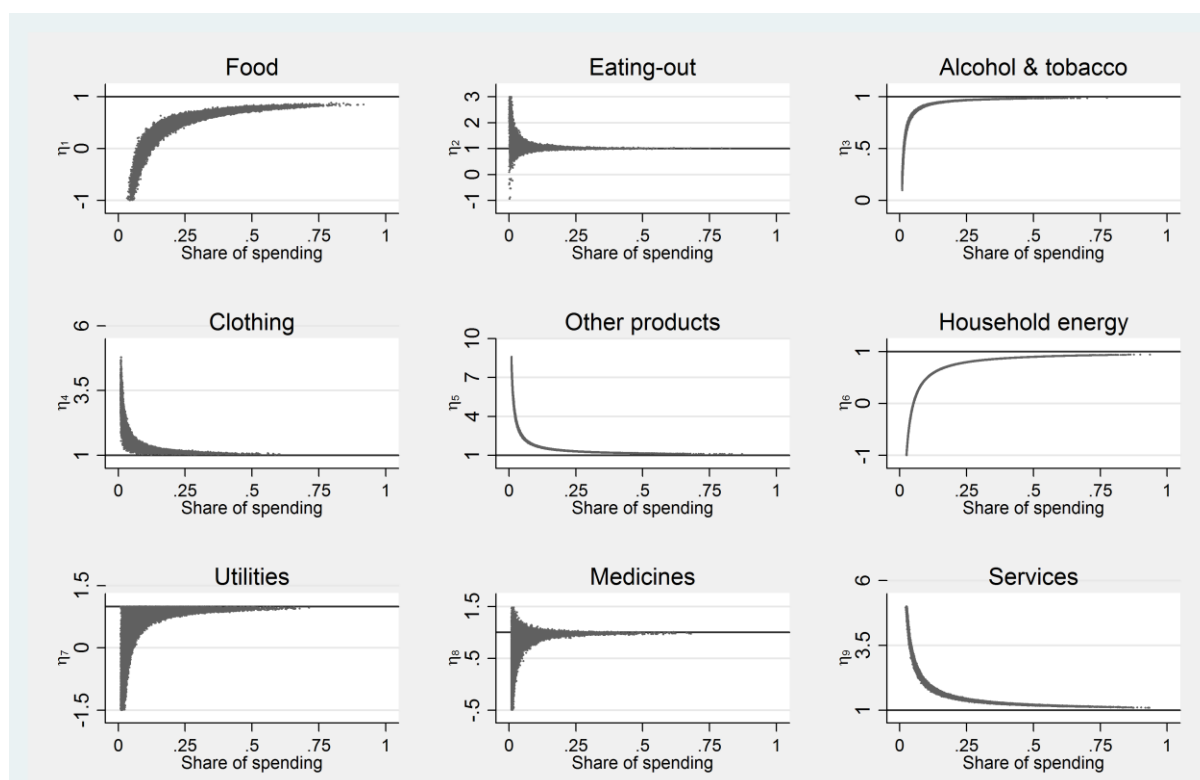 Food
η1
1
0
-1
0 .25 .5 .75 1
Share of spending
Eating-out
η2
3
2
1
0
-1
0 .25 .5 .75 1
Share of spending
Alcohol & tobacco
η3
1
.5
0
0 .25 .5 .75 1
Share of spending
Clothing
η4
6
3.5
1
0 .25 .5 .75 1
Share of spending
Other products
η5
10
7
4
1
0 .25 .5 .75 1
Share of spending
Household energy
η6
1
0
-1
0 .25 .5 .75 1
Share of spending
Utilities
η7
1.5
0
-1.5
0 .25 .5 .75 1
Share of spending
Medicines
η8
1.5
.5
-.5
0 .25 .5 .75 1
Share of spending
Services
η9
6
3.5
1
0 .25 .5 .75 1
Share of spending